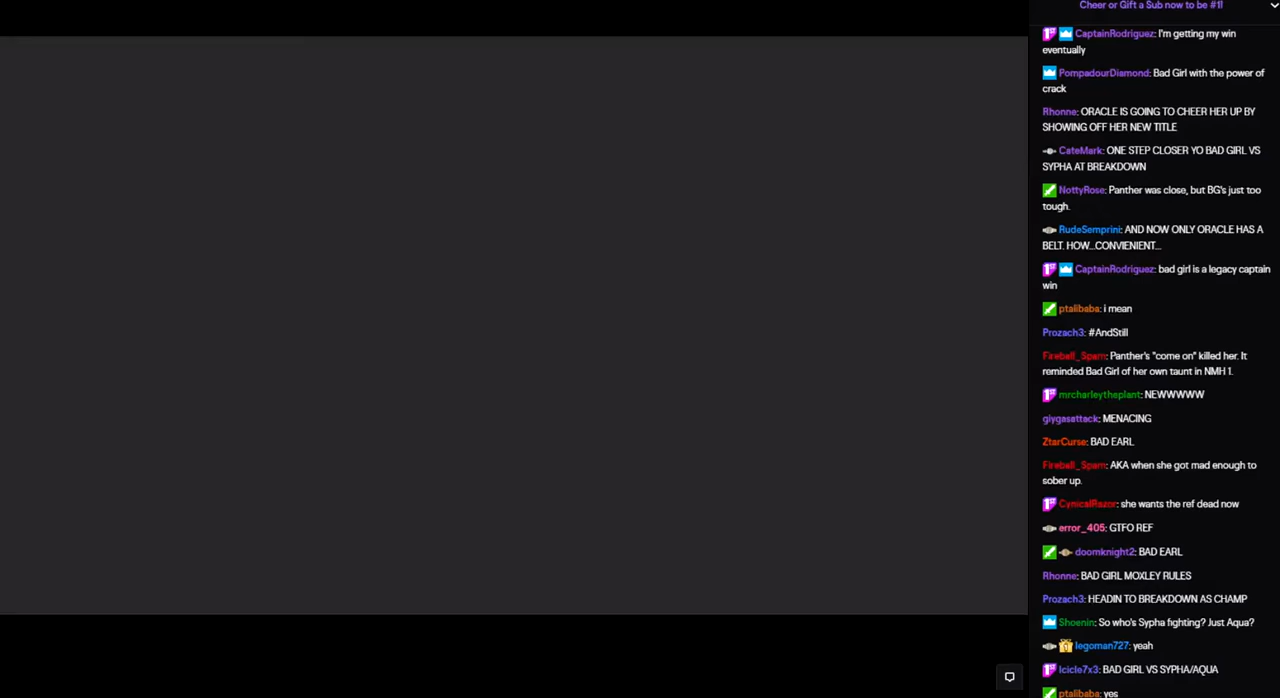 Cheer or Gift a Sub now to be #1!
CaptainRodriguez: I'm getting my win
eventually
PompadourDiamond: Bad Girl with the power of
crack
Rhonne: ORACLE IS GOING TO CHEER HER UP BY
SHOWING OFF HER NEW TITLE
CateMark: ONE STEP CLOSER YO BAD GIRL VS
SYPHA AT BREAKDOWN
NottyRose: Panther was close, but BG's just too
tough.
RudeSemprini: AND NOW ONLY ORACLE HAS A
BELT. HOW...CONVIENIENT...
CaptainRodriguez: bad girl is a legacy captain
win
ptalibaba: i mean
Prozach3: #AndStill
Fireball_Spam: Panther's "come on" killed her. It
reminded Bad Girl of her own taunt in NMH 1.
mrcharleytheplant: NEWWWWW
giygasattack: MENACING
ZtarCurse: BAD EARL
Fireball_Spam: AKA when she got mad enough to
sober up.
CynicalRazor: she wants the ref dead now
error_405: GTFO REF
doomknight2: BAD EARL
Rhonne: BAD GIRL MOXLEY RULES
Prozach3: HEADIN TO BREAKDOWN AS CHAMP
Shoenin: So who's Sypha fighting? Just Aqua?
legoman727: yeah
Icicle7x3: BAD GIRL VS SYPHA/AQUA
ptalibaba: yes